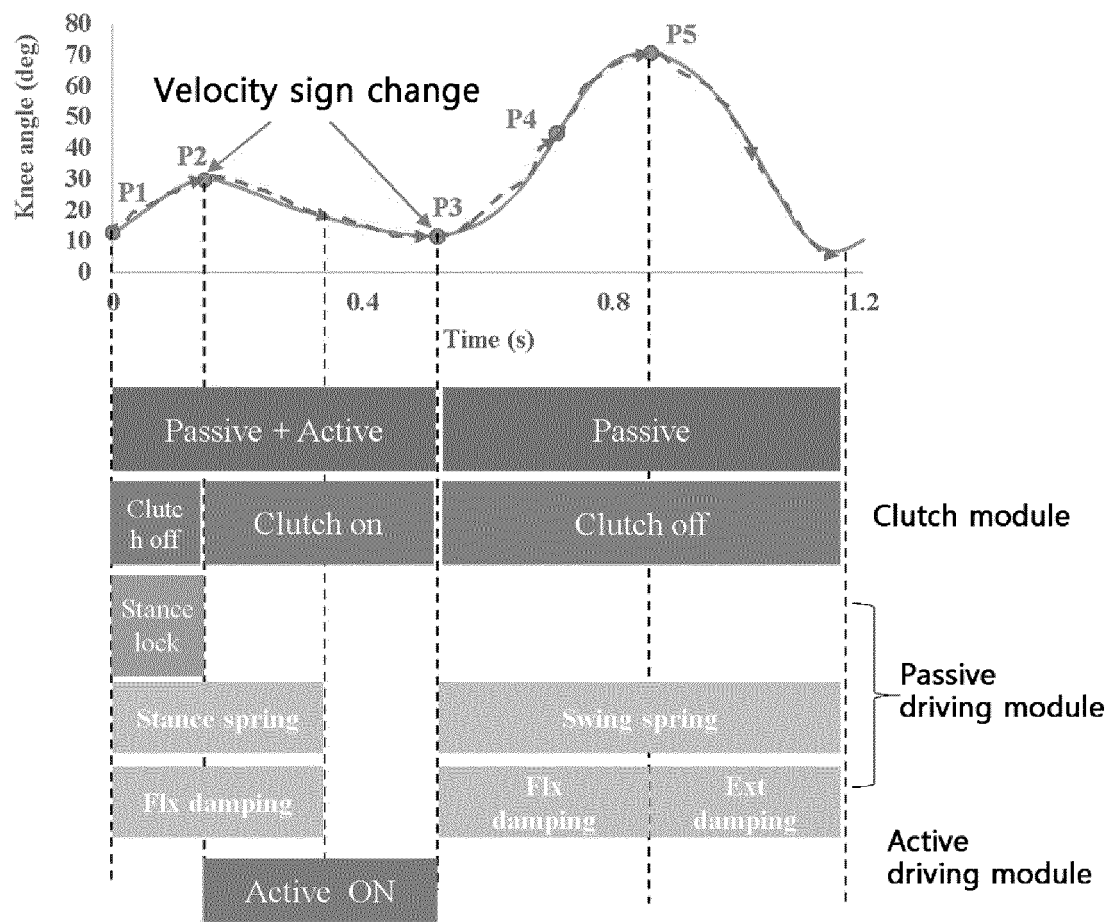 Knee angle (deg)
80
70
60
50
40
30
20
10
0
Velocity sign change
P1
P2
P3
P4
P5
0
0.4
0.8
1.2
Time (s)
Passive + Active
Passive
Clutc
h off
Clutch on
Clutch off
Clutch module
Stance
lock
Stance spring
Swing spring
Passive
driving module
Flx damping
Flx
damping
Ext
damping
Active ON
Active
driving module